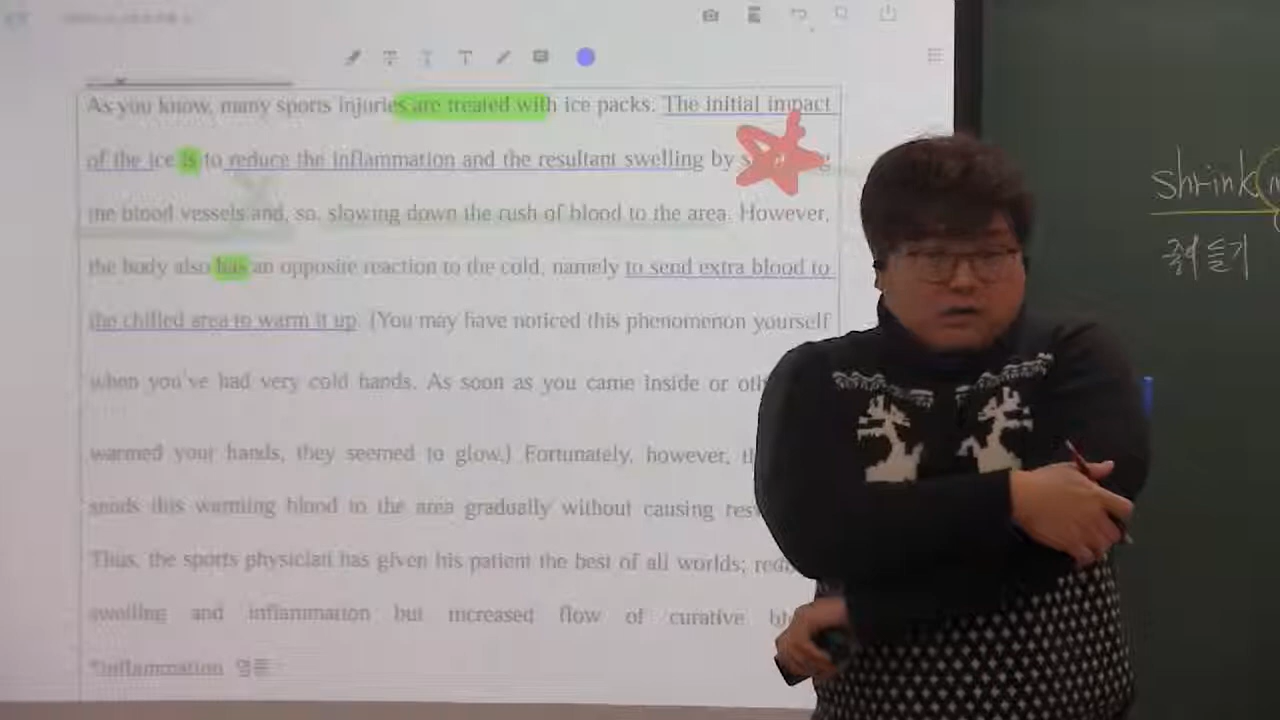 As you know, many sports injuries are treated with ice packs. The initial impact
of the ice is to reduce the inflammation and the resultant swelling by
the blood vessels and, so, slowing down the rush of blood to the area. However,
the body also has an opposite reaction to the cold, namely to send extra blood to
the chilled area to warm it up. (You may have noticed this phenomenon yourself
when you've had very cold hands. As soon as you came inside or
warmed your hands, they seemed to glow.) Fortunately, however,
sends this warming blood to the area gradually without causing
Thus, the sports physician has given his patient the best of all worlds;
swelling and inflammation but increased flow of curative
*inflammation 염증
shrink
줄어들기